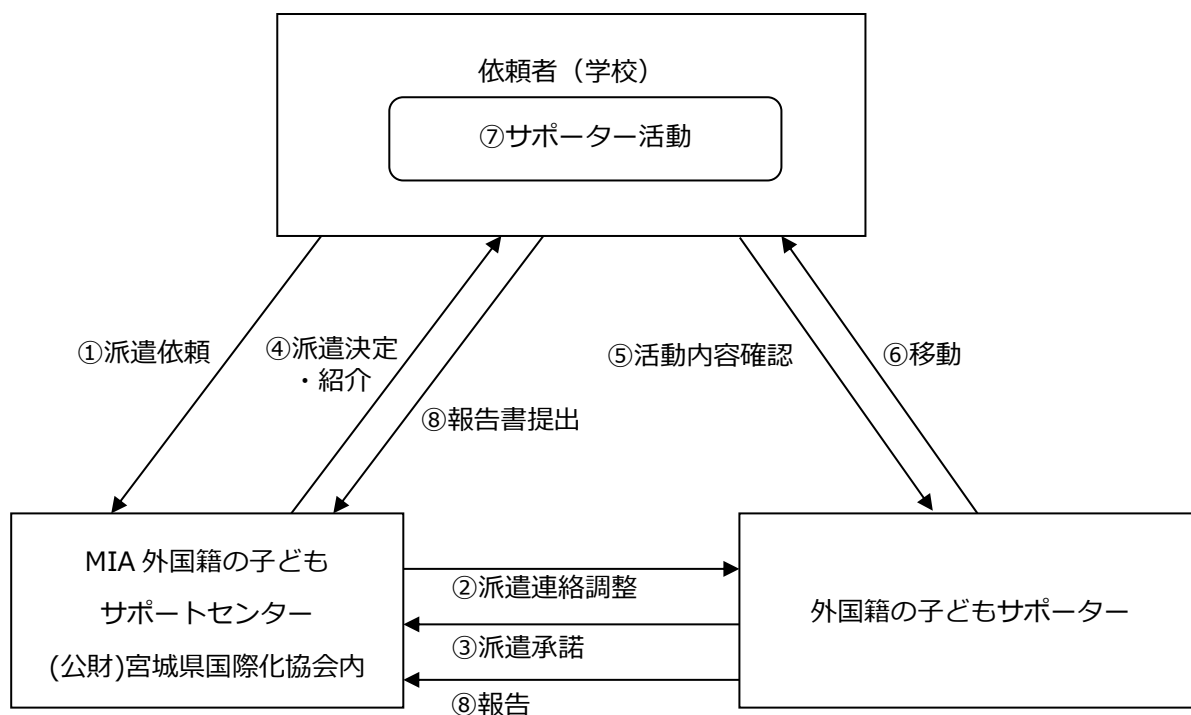 依頼者（学校）
⑦サポーター活動
①派遣依頼
④派遣決定
・紹介
⑧報告書提出
⑤活動内容確認
⑥移動
MIA 外国籍の子ども
サポートセンター
(公財)宮城県国際化協会内
②派遣連絡調整
③派遣承諾
⑧報告
外国籍の子どもサポーター